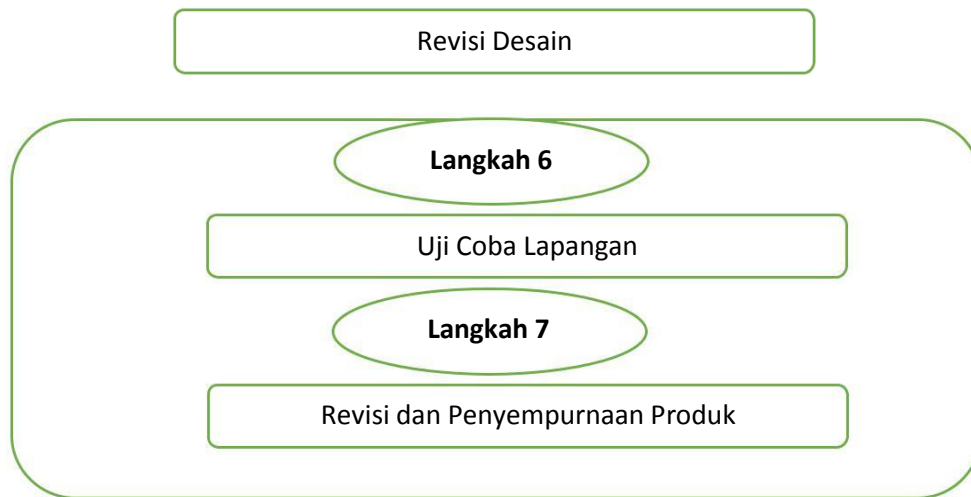 Revisi Desain
Langkah 6
Uji Coba Lapangan
Langkah 7
Revisi dan Penyempurnaan Produk